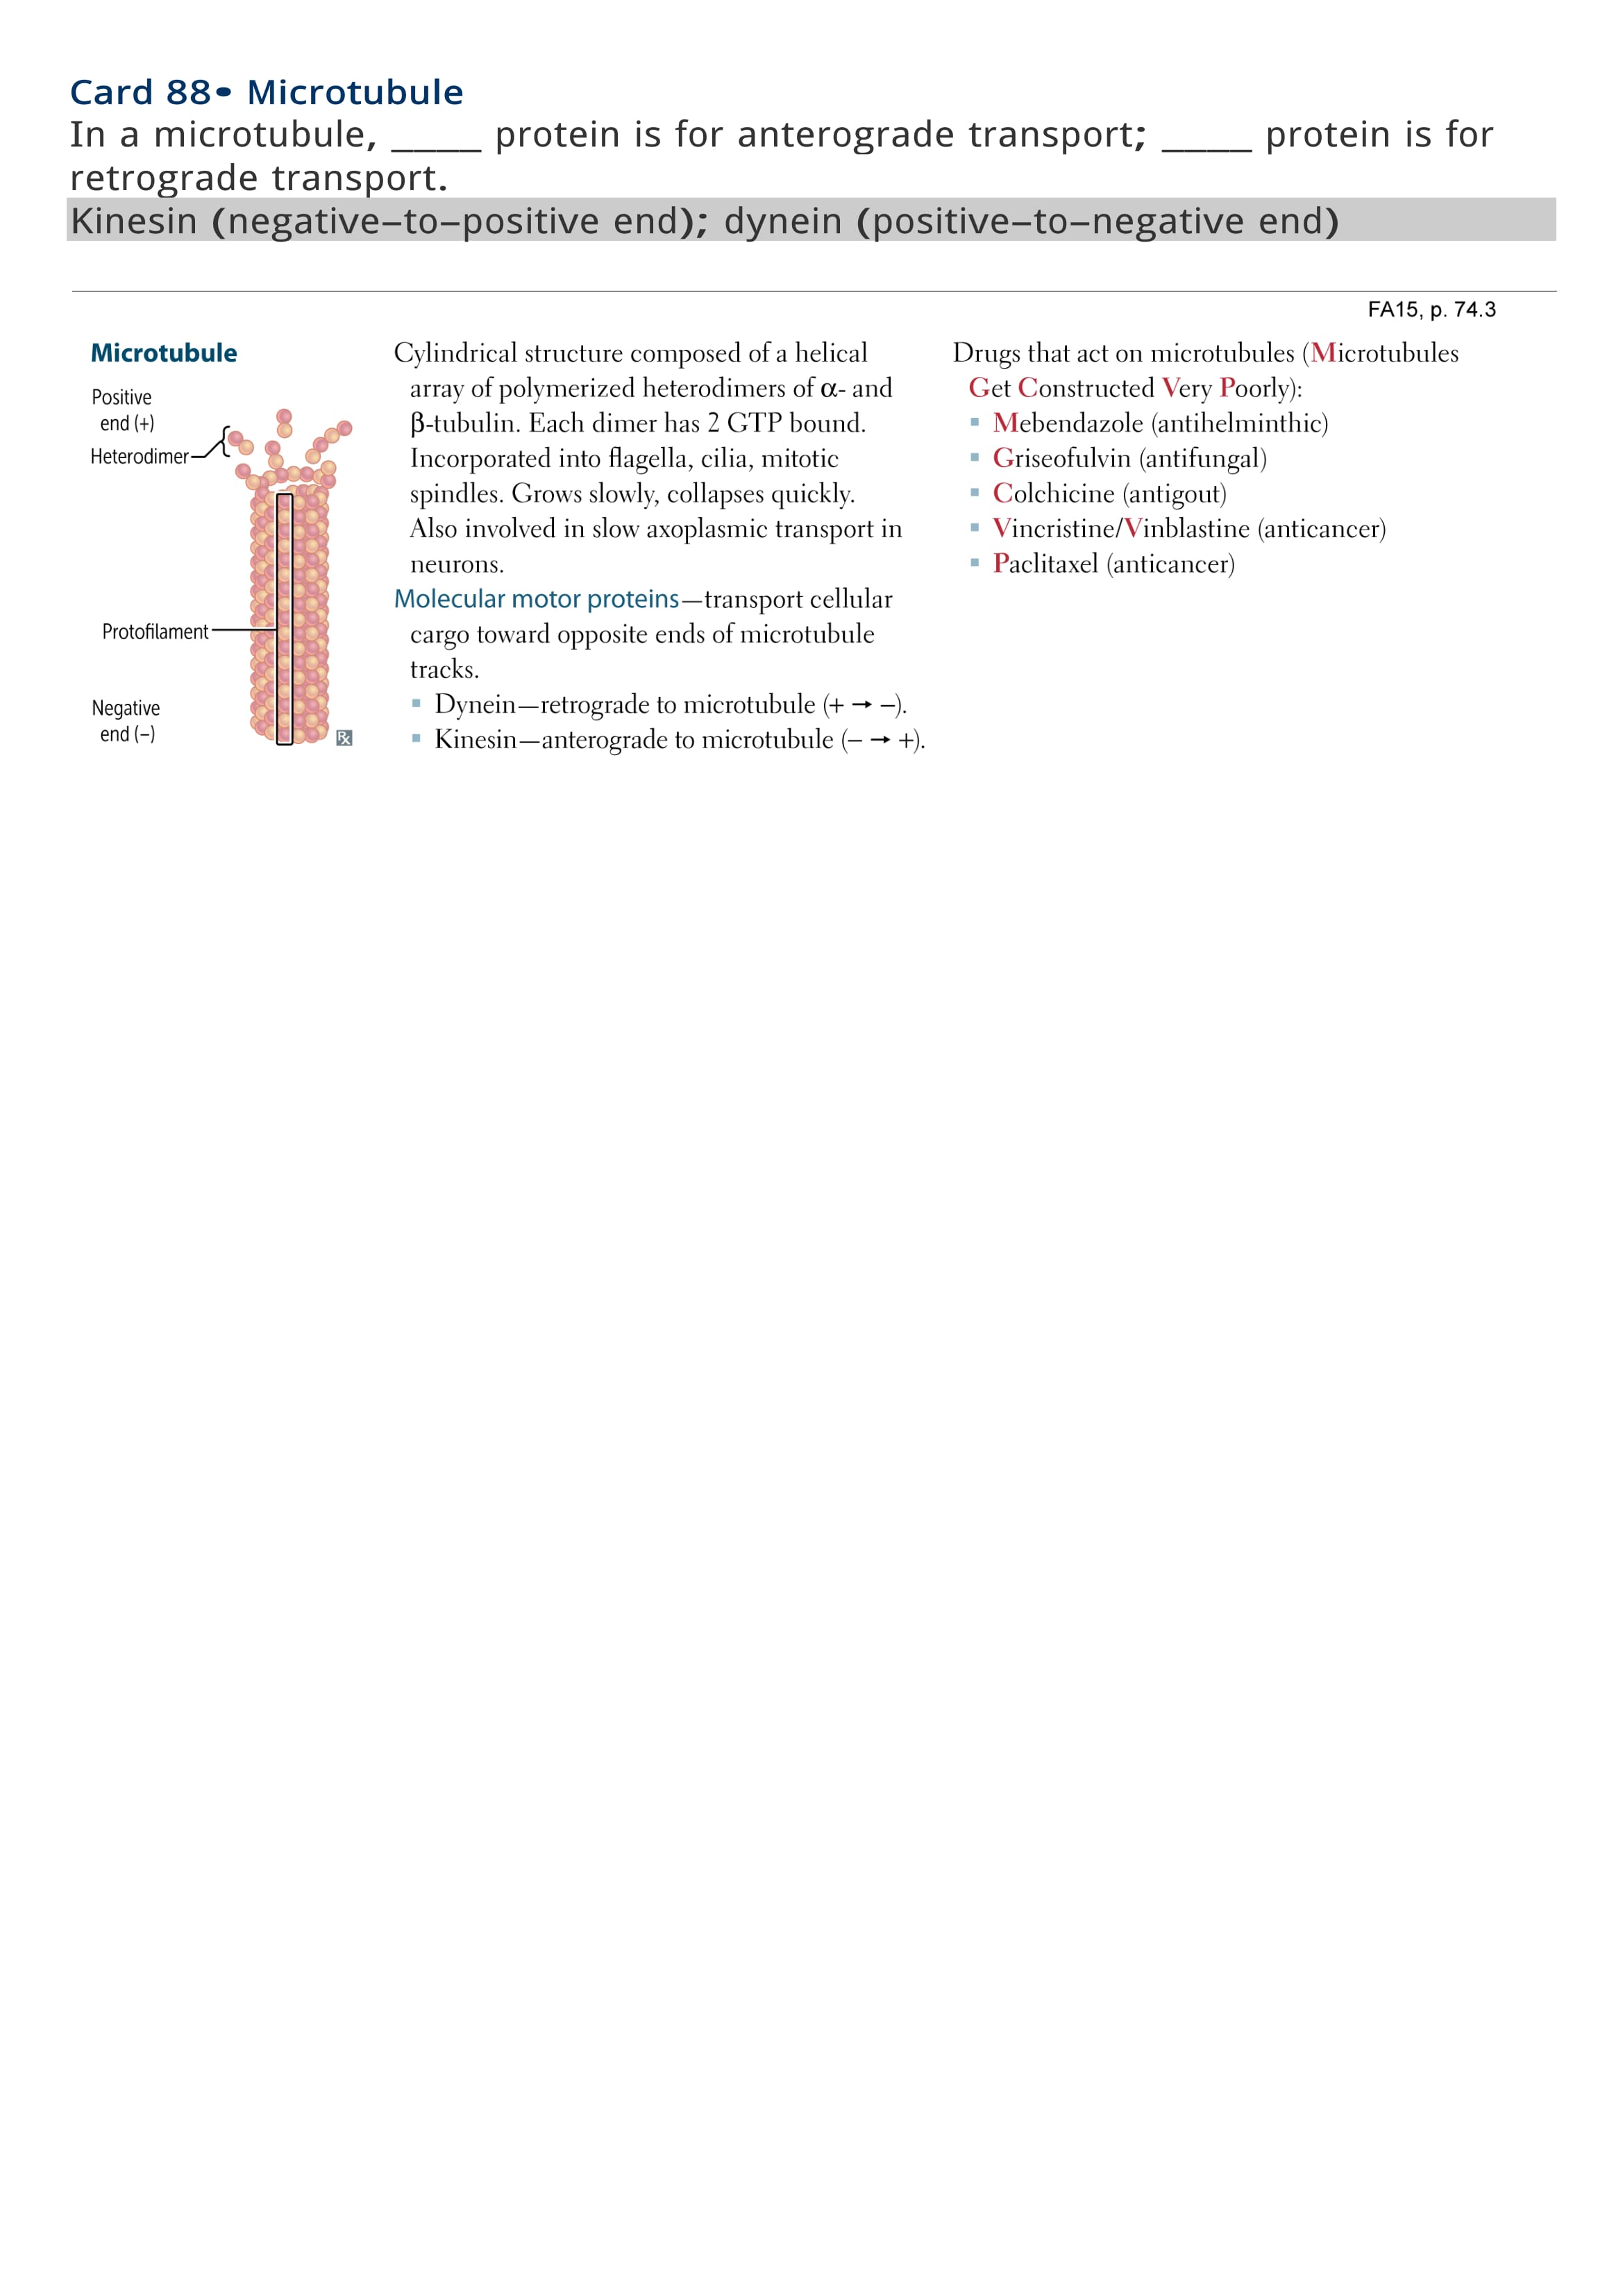 Card 88• Microtubule
In a microtubule, ____ protein is for anterograde transport; ____ protein is for
retrograde transport.
Kinesin (negative–to–positive end); dynein (positive–to–negative end)
FA15, p. 74.3
Microtubule
Positive
end (+)
Heterodimer
Protofilament
Negative
end (–)
Rx
Cylindrical structure composed of a helical
array of polymerized heterodimers of α- and
β-tubulin. Each dimer has 2 GTP bound.
Incorporated into flagella, cilia, mitotic
spindles. Grows slowly, collapses quickly.
Also involved in slow axoplasmic transport in
neurons.
Molecular motor proteins—transport cellular
cargo toward opposite ends of microtubule
tracks.
▪ Dynein—retrograde to microtubule (+ → –).
▪ Kinesin—anterograde to microtubule (– → +).
Drugs that act on microtubules (Microtubules
Get Constructed Very Poorly):
▪ Mebendazole (antihelminthic)
▪ Griseofulvin (antifungal)
▪ Colchicine (antigout)
▪ Vincristine/Vinblastine (anticancer)
▪ Paclitaxel (anticancer)